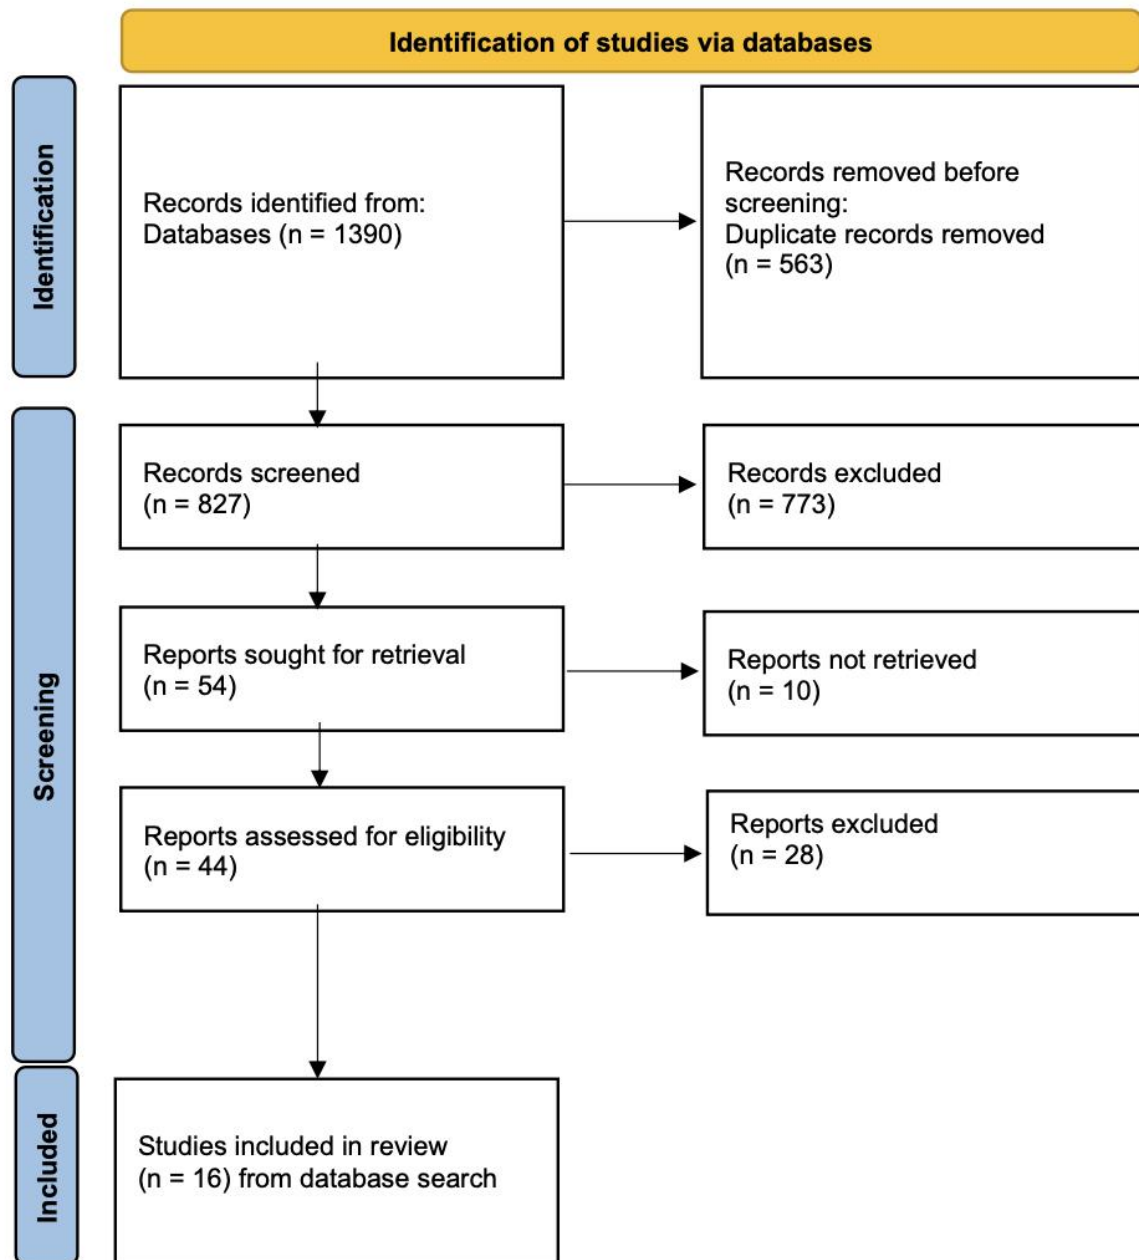 Identification of studies via databases
Identification
Records identified from:
Databases (n = 1390)
Records removed before
screening:
Duplicate records removed
(n = 563)
Screening
Records screened
(n = 827)
Records excluded
(n = 773)
Reports sought for retrieval
(n = 54)
Reports not retrieved
(n = 10)
Reports assessed for eligibility
(n = 44)
Reports excluded
(n = 28)
Included
Studies included in review
(n = 16) from database search